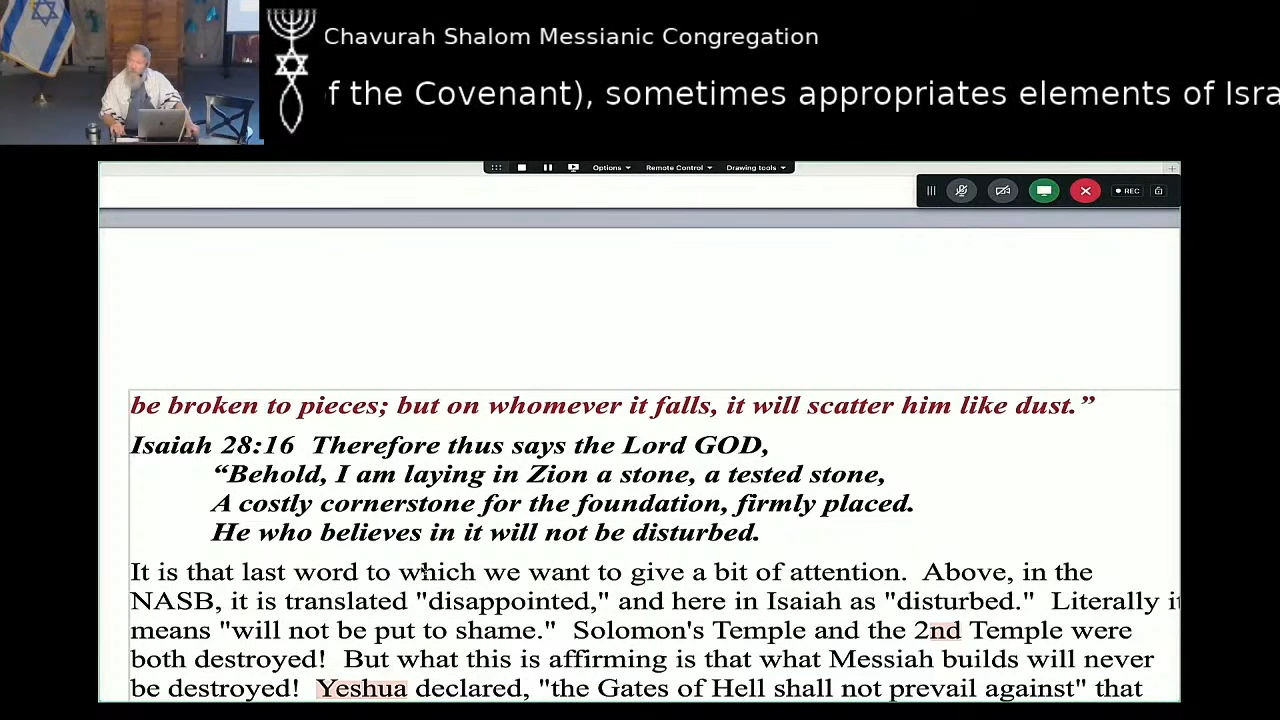 Chavurah Shalom Messianic Congregation
f the Covenant), sometimes appropriates elements of Isra
Options
Remote Control
Drawing tools
REC
be broken to pieces; but on whomever it falls, it will scatter him like dust.”
Isaiah 28:16 Therefore thus says the Lord GOD,
“Behold, I am laying in Zion a stone, a tested stone,
A costly cornerstone for the foundation, firmly placed.
He who believes in it will not be disturbed.
It is that last word to which we want to give a bit of attention. Above, in the
NASB, it is translated "disappointed," and here in Isaiah as "disturbed." Literally it
means "will not be put to shame." Solomon's Temple and the 2nd Temple were
both destroyed! But what this is affirming is that what Messiah builds will never
be destroyed! Yeshua declared, "the Gates of Hell shall not prevail against" that